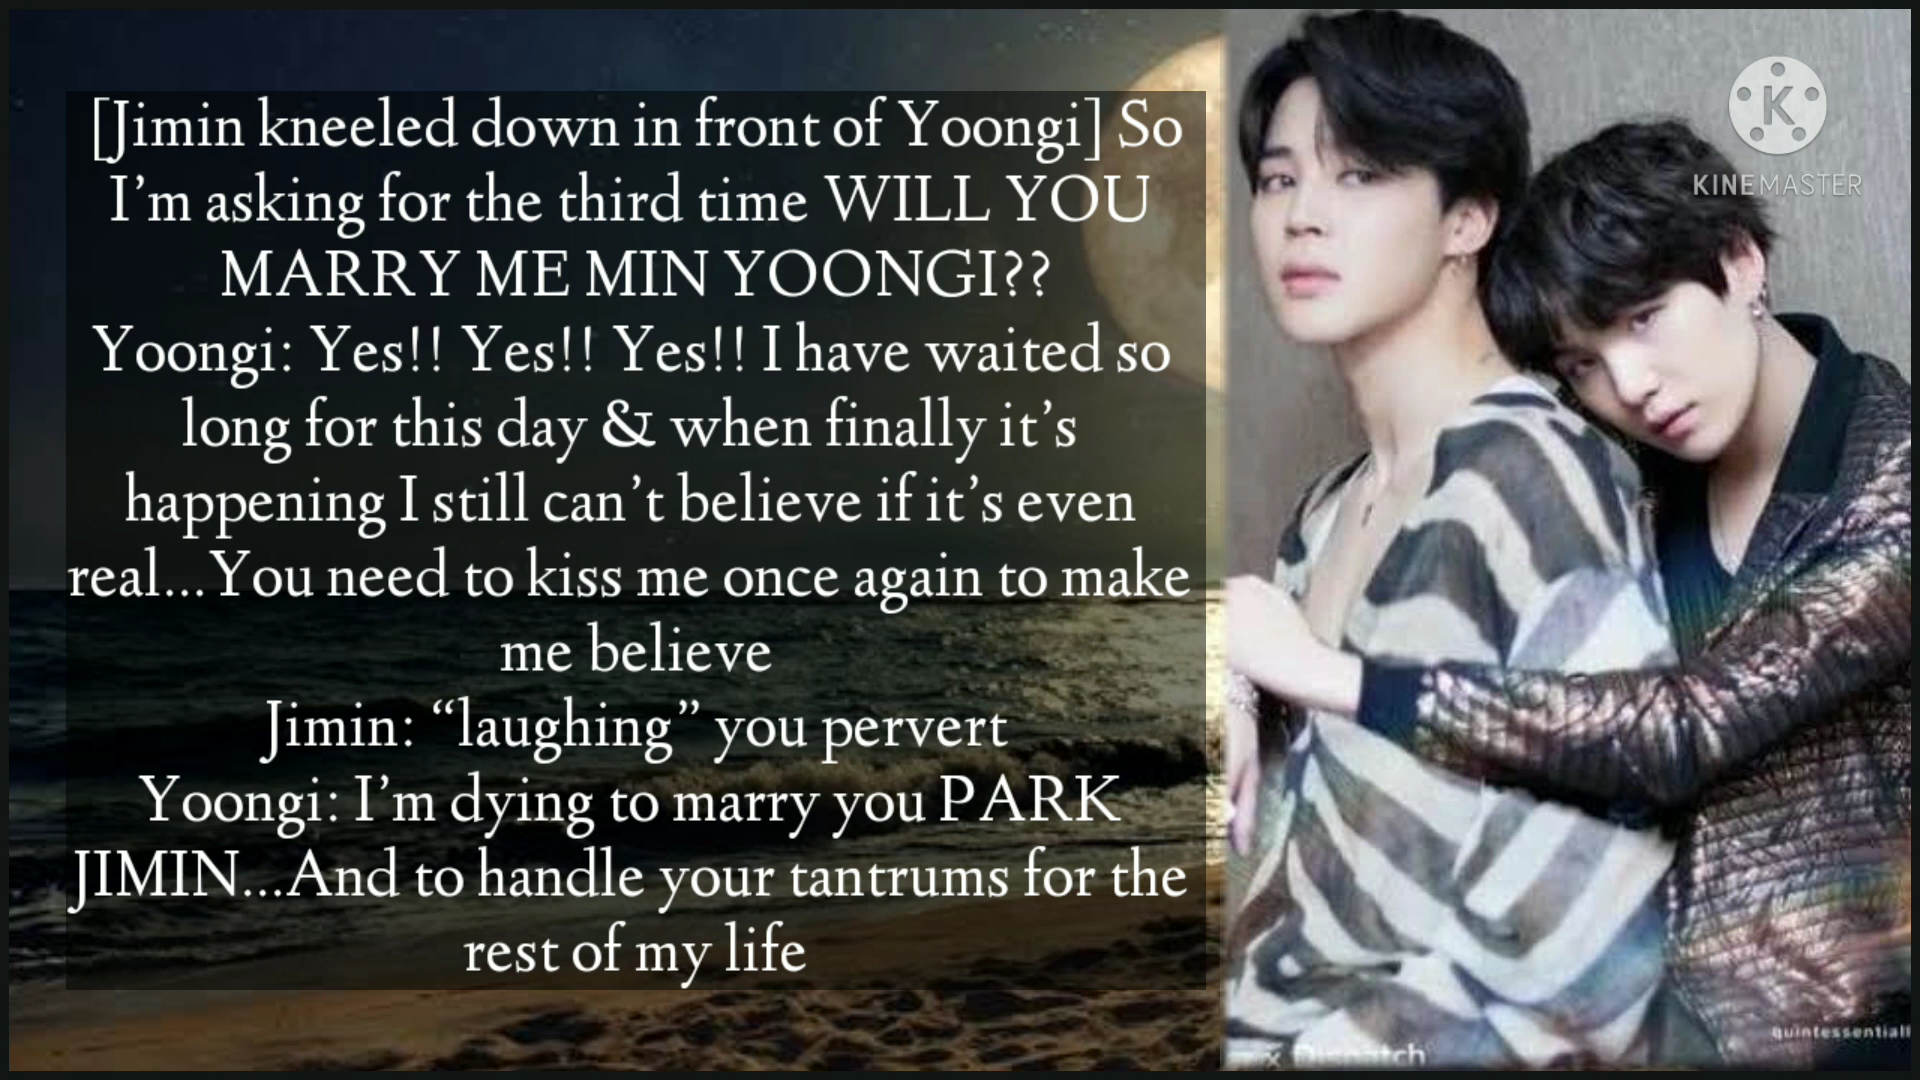 [Jimin kneeled down in front of Yoongi] So
I’m asking for the third time WILL YOU
MARRY ME MIN YOONGI??
Yoongi: Yes!! Yes!! Yes!! I have waited so
long for this day & when finally it’s
happening I still can’t believe if it’s even
real...You need to kiss me once again to make
me believe
Jimin: “laughing” you pervert
Yoongi: I’m dying to marry you PARK
JIMIN...And to handle your tantrums for the
rest of my life
K
KINEMASTER
quintessentiall
x Dispatch